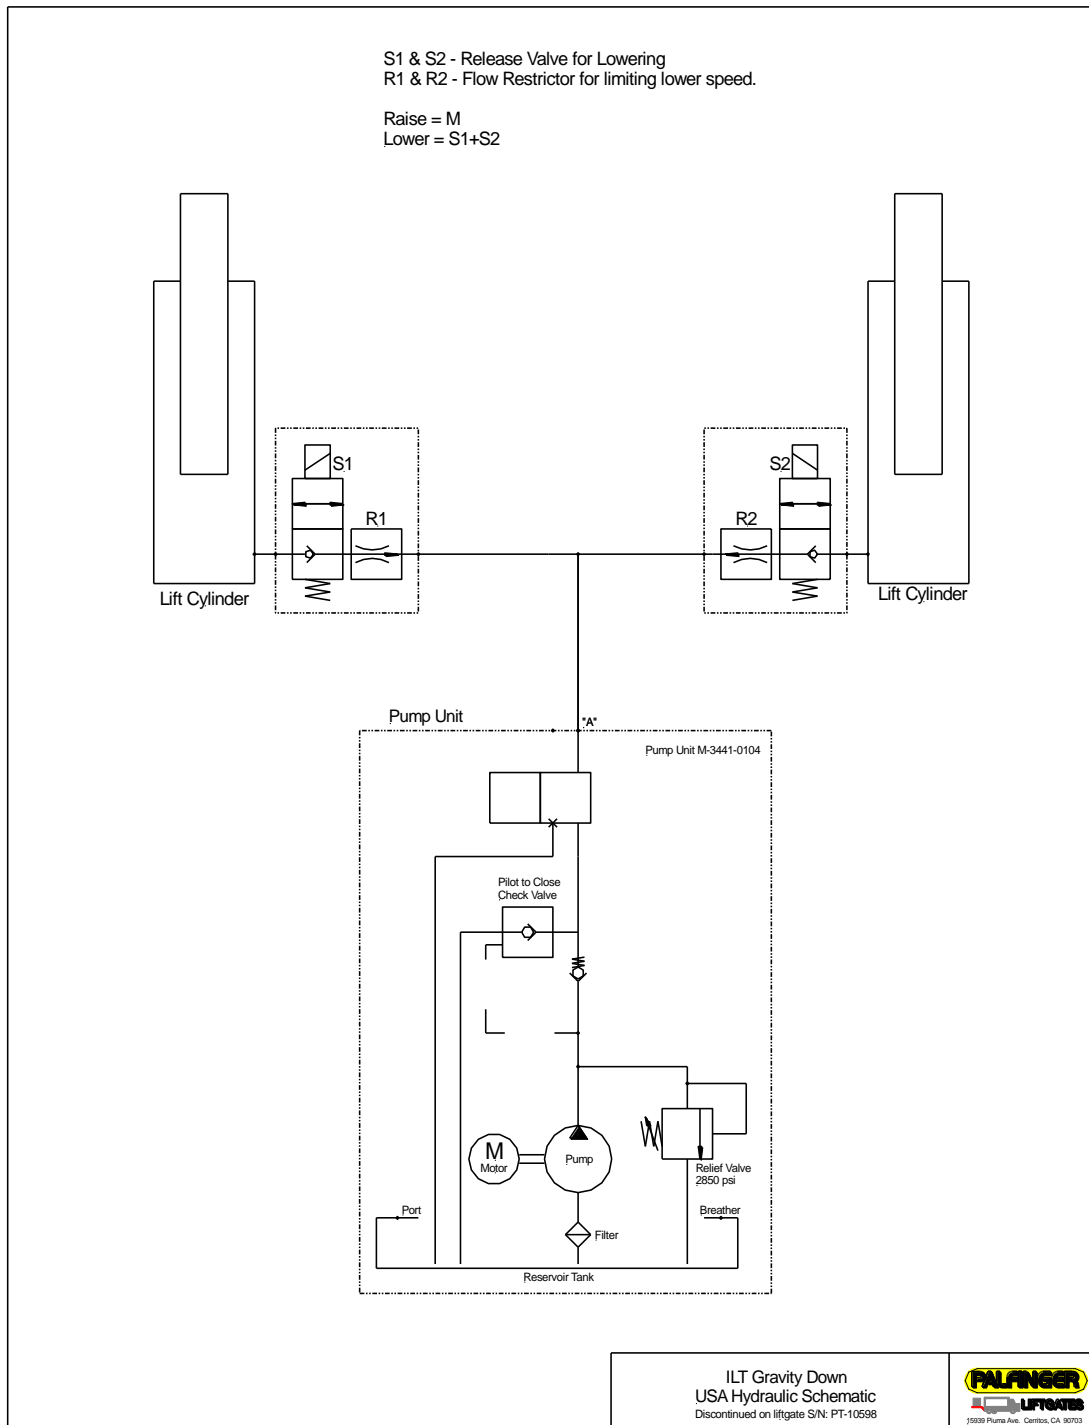 S1 & S2 - Release Valve for Lowering
R1 & R2 - Flow Restrictor for limiting lower speed.
Raise = M
Lower = S1+S2
S1
S2
R1
R2
Lift Cylinder
Lift Cylinder
Pump Unit
"A"
Pump Unit M-3441-0104
Pilot to Close
Check Valve
M
Motor
Pump
Relief Valve
2850 psi
Port
Breather
Filter
Reservoir Tank
ILT Gravity Down
USA Hydraulic Schematic
Discontinued on liftgate S/N: PT-10598
PALFINGER
LIFTGATES
15939 Piuma Ave. Cerritos, CA 90703